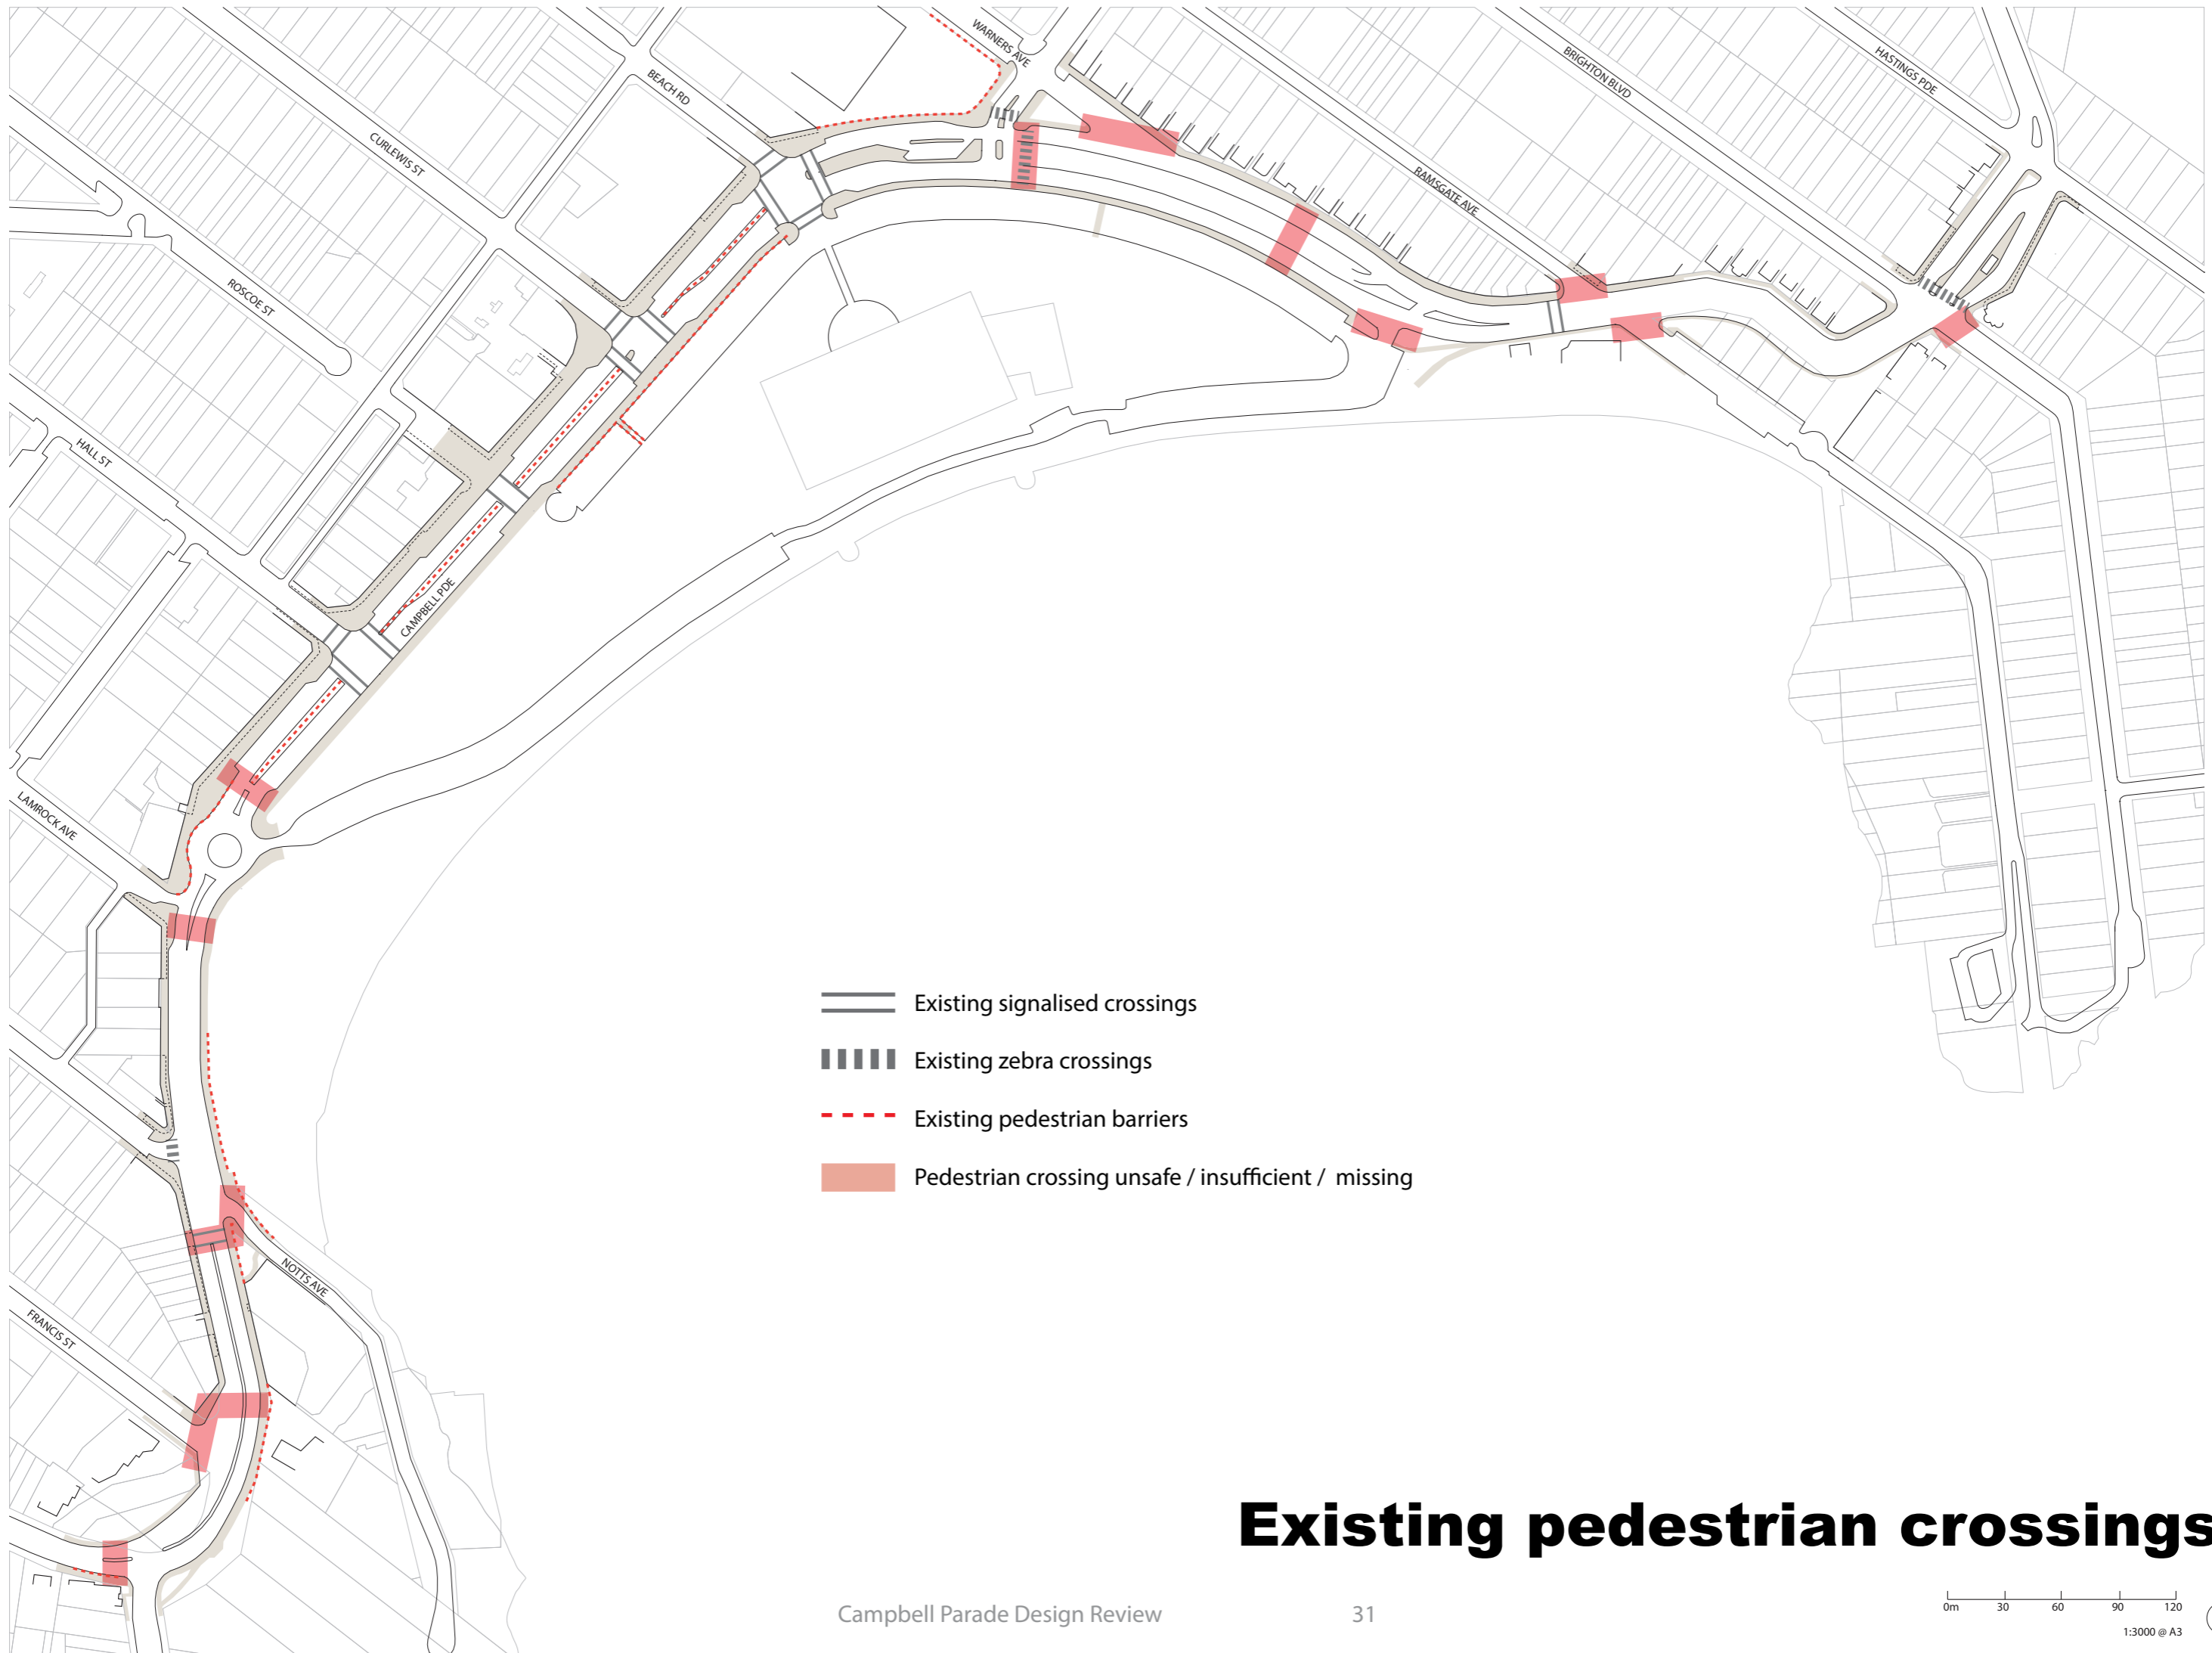 WARNERS AVE
BRIGHTON BLVD
HASTINGS PDE
BEACH RD
CURLEWIS ST
RAMSGATE AVE
ROSCOE ST
HALL ST
CAMPBELL PDE
LAMROCK AVE
Existing signalised crossings
Existing zebra crossings
Existing pedestrian barriers
Pedestrian crossing unsafe / insufficient / missing
NOTTS AVE
FRANCIS ST
Existing pedestrian crossings
Campbell Parade Design Review 31
0m 30 60 90 120
1:3000 @ A3